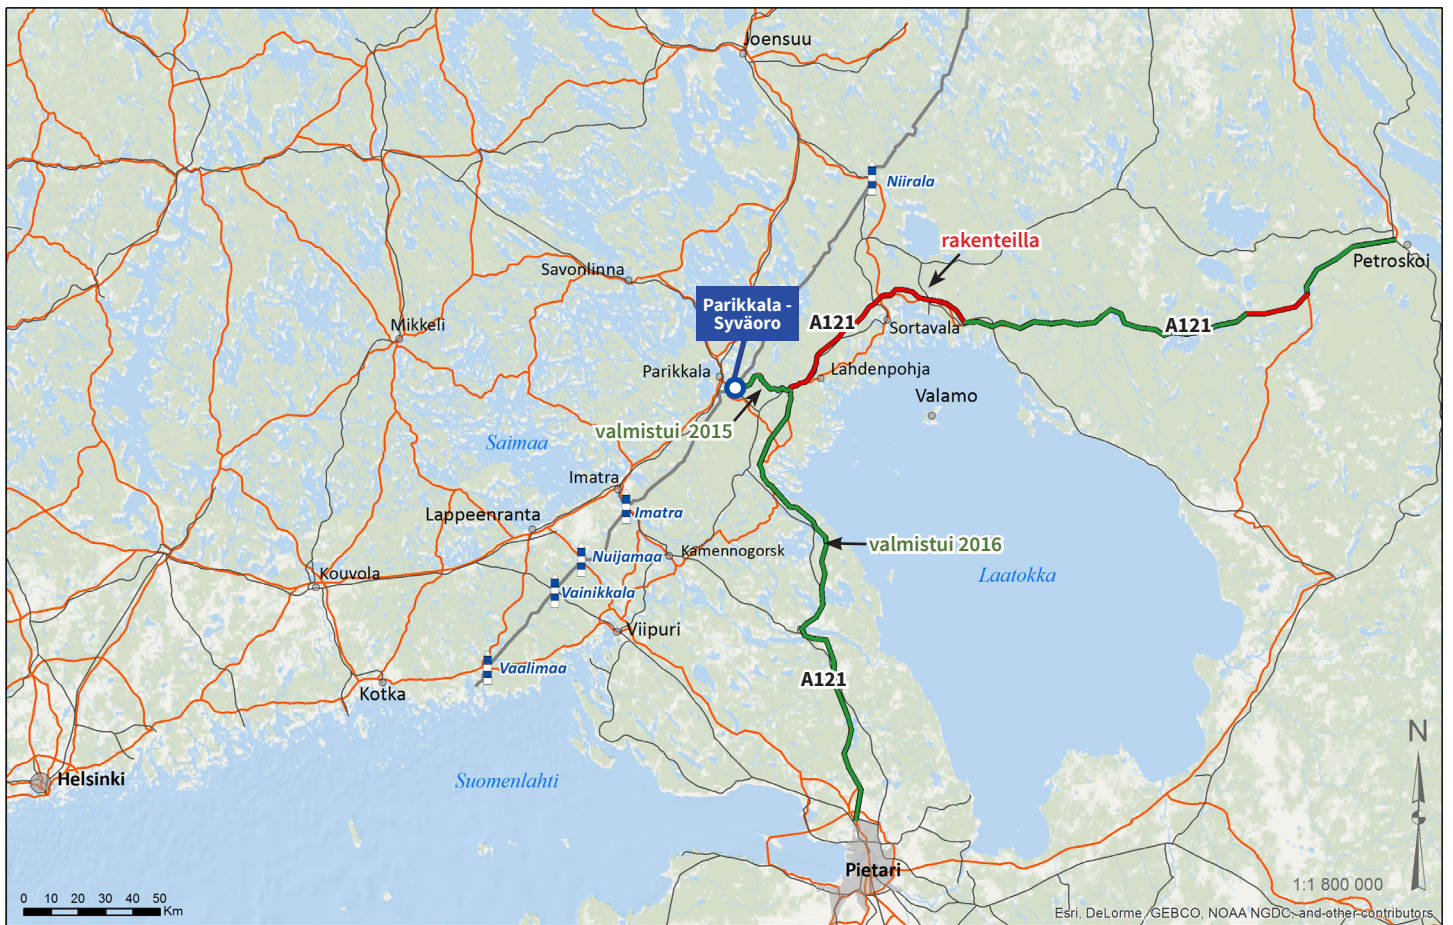 Joensuu
Niirala
rakenteilla
Petroskoi
Savonlinna
Parikkala -
Syväoro
A121
Sortavala
A121
Mikkeli
Parikkala
Lahdenpohja
Valamo
valmistui 2015
Saimaa
Imatra
Imatra
Lappeenranta
valmistui 2016
Nuijamaa
Kamennogorsk
Laatokka
Kouvola
Vainikkala
Viipuri
Vaalimaa
A121
Kotka
N
Helsinki
Suomenlahti
Pietari
1:1 800 000
0 10 20 30 40 50
Km
Esri, DeLorme, GEBCO, NOAA NGDC, and other contributors